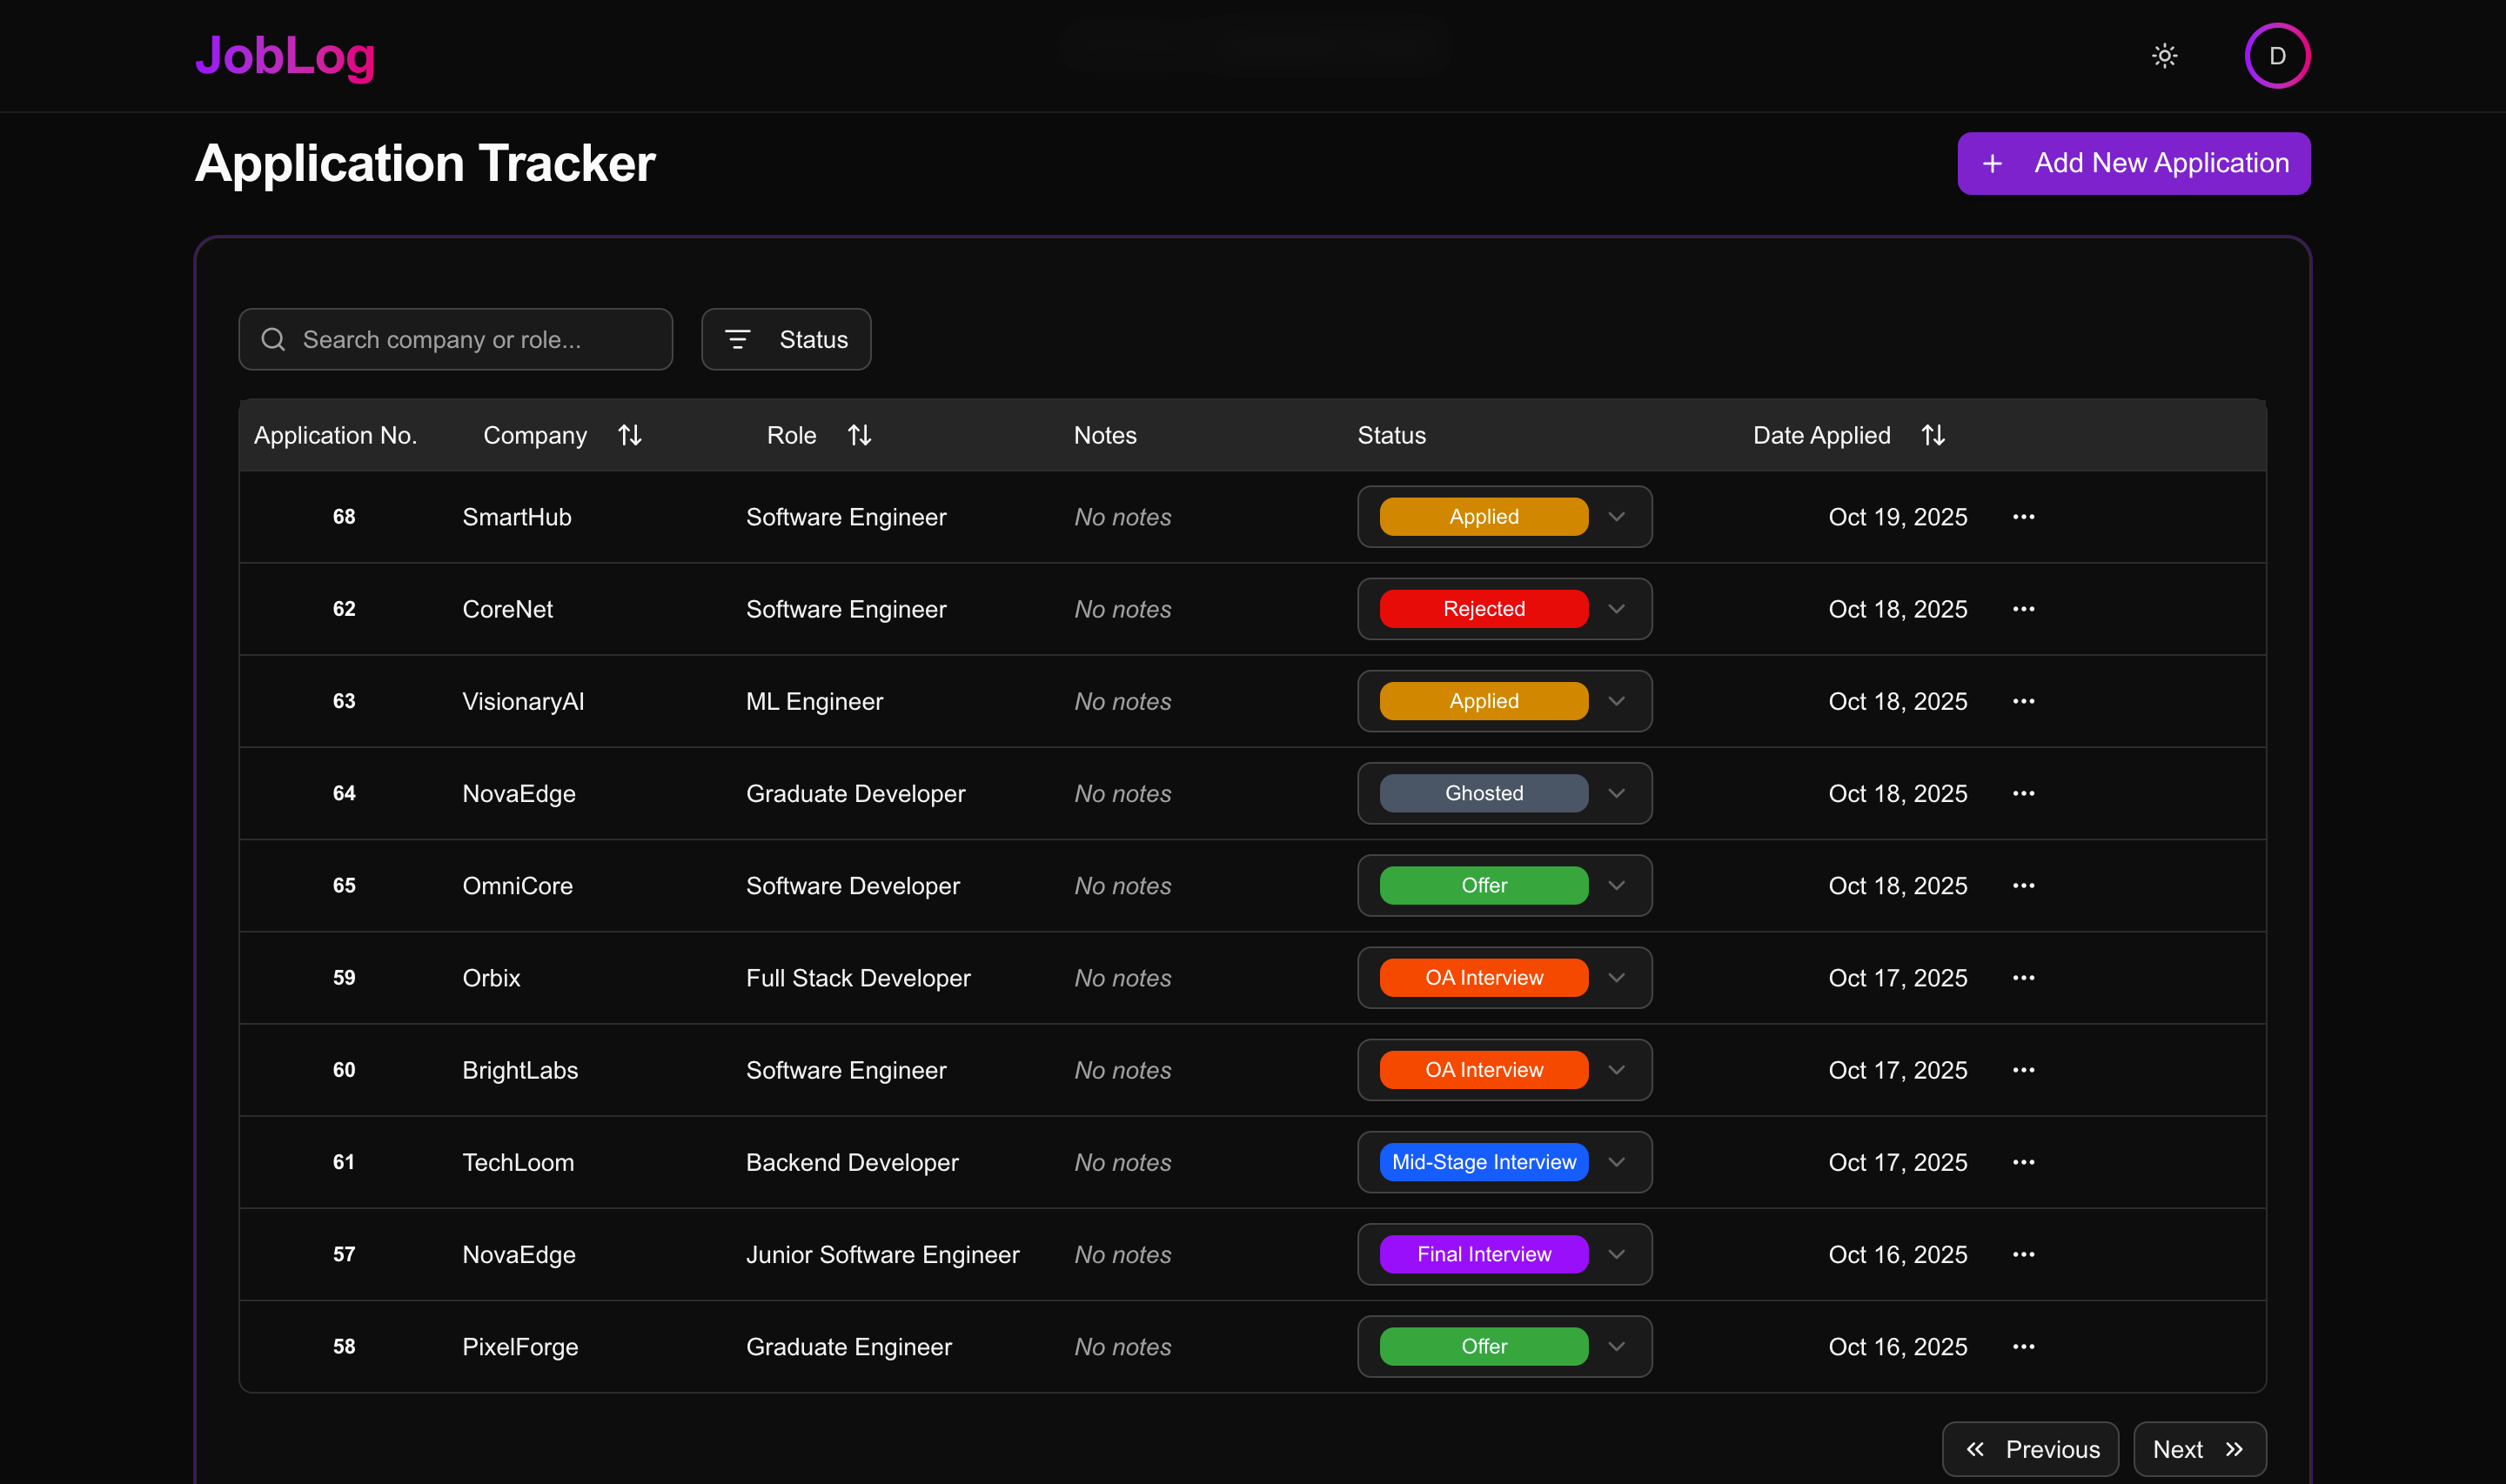 JobLog
D
Application Tracker
Add New Application
Search company or role...
Status
Application No. Company Role Notes Status Date Applied
68 SmartHub Software Engineer No notes Applied Oct 19, 2025
62 CoreNet Software Engineer No notes Rejected Oct 18, 2025
63 VisionaryAI ML Engineer No notes Applied Oct 18, 2025
64 NovaEdge Graduate Developer No notes Ghosted Oct 18, 2025
65 OmniCore Software Developer No notes Offer Oct 18, 2025
59 Orbix Full Stack Developer No notes OA Interview Oct 17, 2025
60 BrightLabs Software Engineer No notes OA Interview Oct 17, 2025
61 TechLoom Backend Developer No notes Mid-Stage Interview Oct 17, 2025
57 NovaEdge Junior Software Engineer No notes Final Interview Oct 16, 2025
58 PixelForge Graduate Engineer No notes Offer Oct 16, 2025
Previous Next